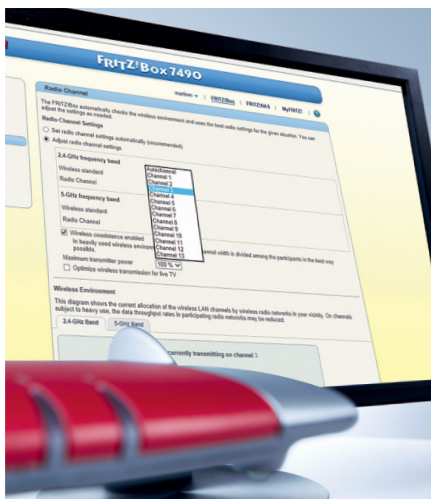 FRITZ!Box 7490
Radio Channel
martino | FRITZ!Box | FRITZ!NAS | MyFRITZ! | ?
The FRITZ!Box automatically checks the wireless environment and uses the best radio settings for the given situation. You can
adjust the settings as needed.
Radio Channel Settings
Set radio channel settings automatically (recommended)
Adjust radio channel settings
2.4-GHz frequency band
Wireless standard
Radio Channel
5-GHz frequency band
Wireless standard
Radio Channel
Autochannel
Channel 1
Channel 2
Channel 3
Channel 4
Channel 5
Channel 6
Channel 7
Channel 8
Channel 9
Channel 10
Channel 11
Channel 12
Channel 13
Wireless coexistence enabled
In heavily used wireless environ annel width is divided among the participants in the best way
possible.
Maximum transmitter power 100 %
Optimize wireless transmission for live TV
Wireless Environment
This diagram shows the current allocation of the wireless LAN channels by wireless radio networks in your vicinity. On channels
subject to heavy use, the data throughput rates in participating radio networks may be reduced.
2.4-GHz Band 5-GHz Band
currently transmitting on channel